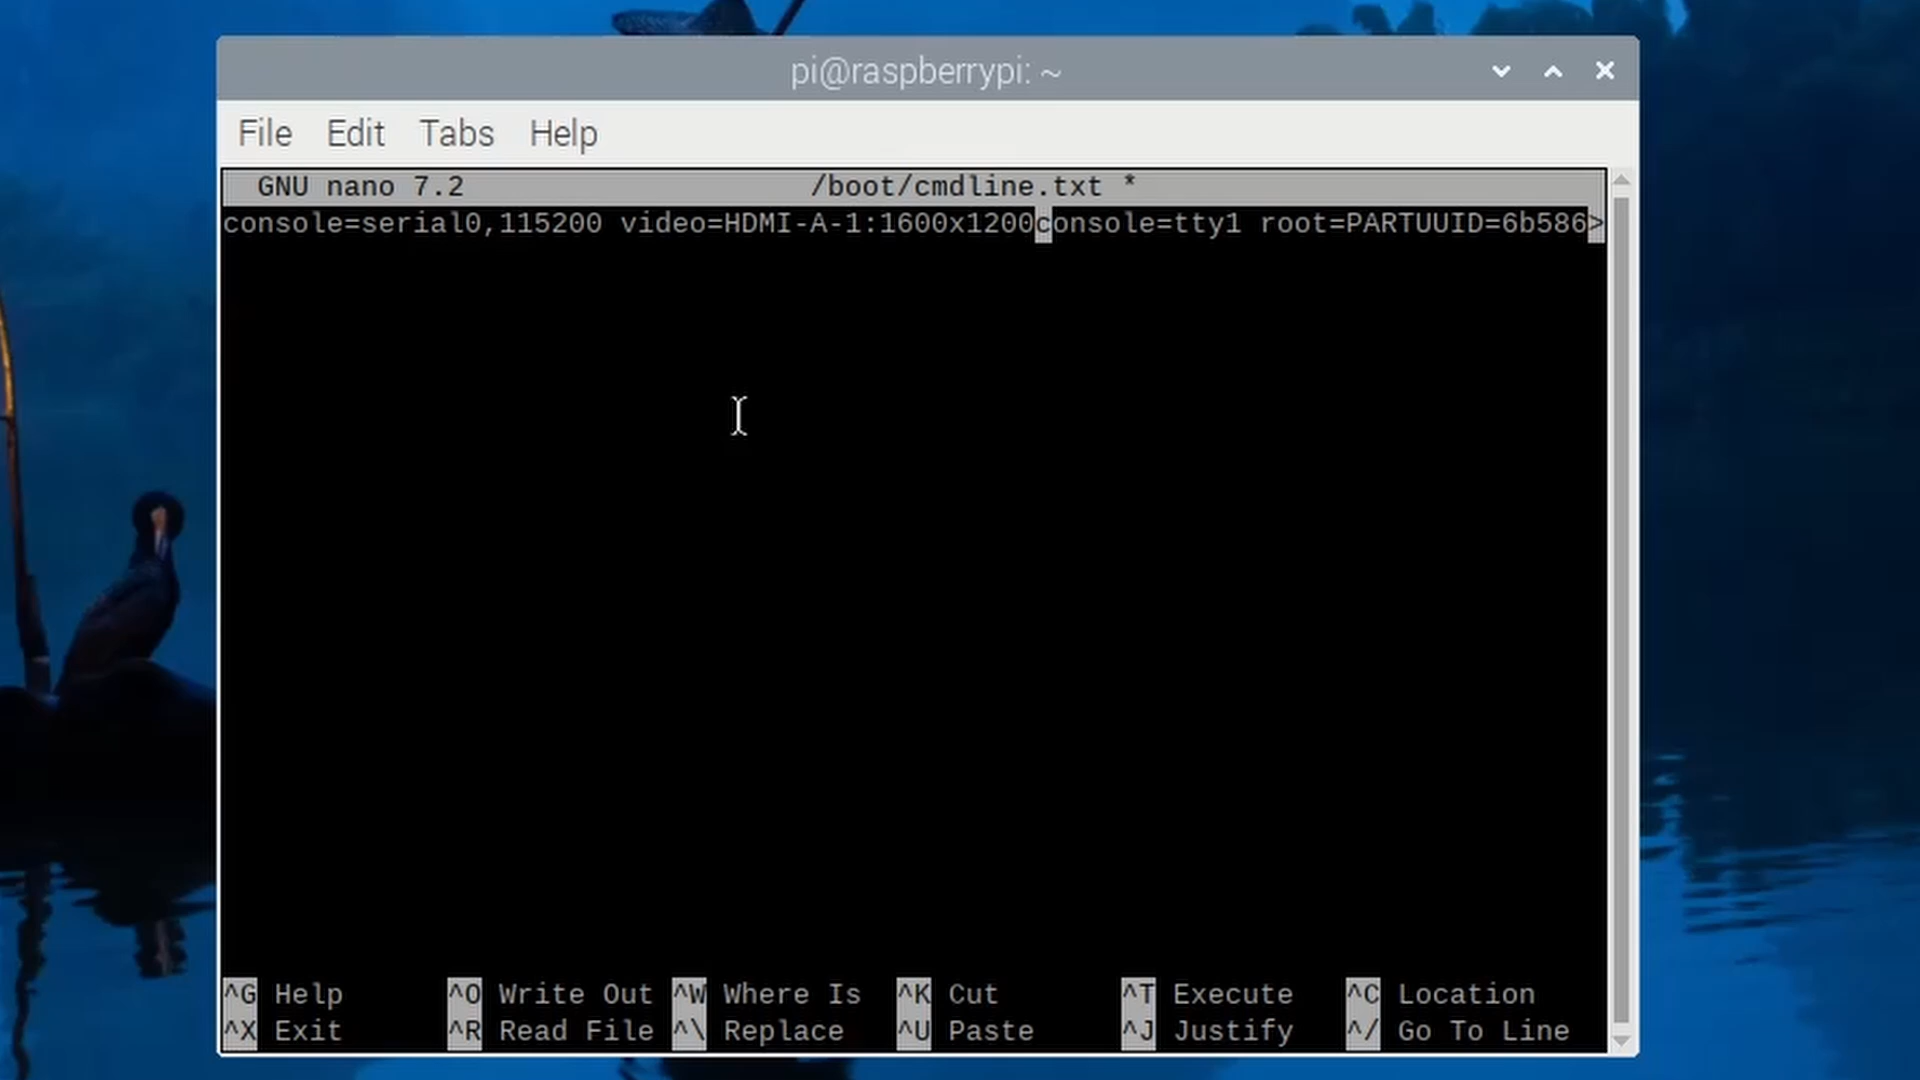 pi@raspberrypi: ~
File Edit Tabs Help
GNU nano 7.2 /boot/cmdline.txt *
console=serial0,115200 video=HDMI-A-1:1600x1200console=tty1 root=PARTUUID=6b586>
^G Help ^O Write Out ^W Where Is ^K Cut ^T Execute ^C Location
^X Exit ^R Read File ^\ Replace ^U Paste ^J Justify ^/ Go To Line